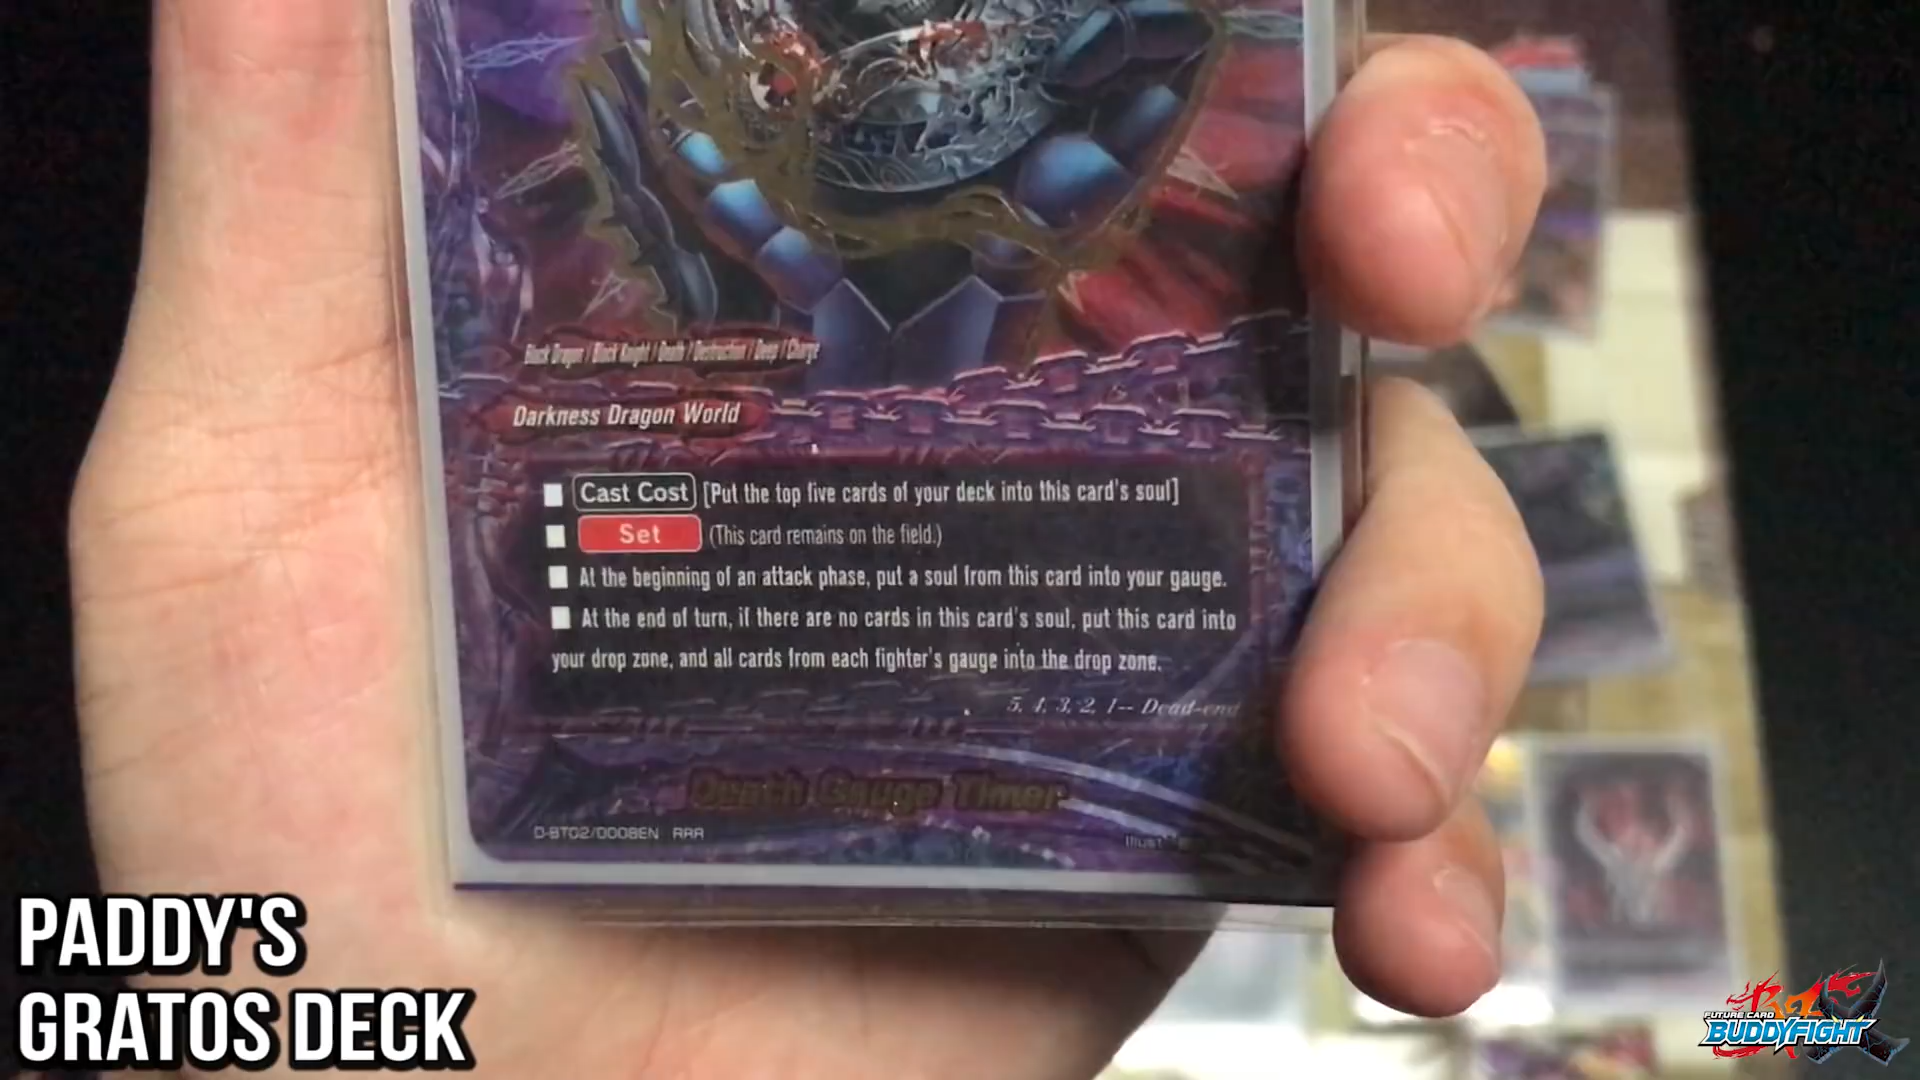 Black Dragon / Black Knight / Death / Destruction / Deep / Charge
Darkness Dragon World
Cast Cost [Put the top five cards of your deck into this card's soul]
Set (This card remains on the field.)
At the beginning of an attack phase, put a soul from this card into your gauge.
At the end of turn, if there are no cards in this card's soul, put this card into
your drop zone, and all cards from each fighter's gauge into the drop zone.
5, 4, 3, 2, 1-- Dead-end
Death Gauge Timer
D-BT02/0008EN RRR
Illust
PADDY'S
GRATOS DECK
FUTURE CARD
BUDDYFIGHT